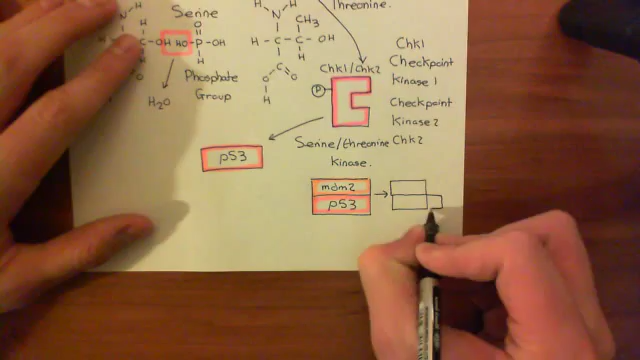 Serine
Threonine.
H
H
N
H
O
C-OH HO-P-OH
H
H
O
H2O
Phosphate
Group
H
H
N
CH3
H-C-C-OH
H
C
O
O
H
Chk1/Chk2
P
Chk1
Checkpoint
Kinase 1
Checkpoint
Kinase 2
Chk2
Serine/threonine
Kinase.
p53
mdm2
p53